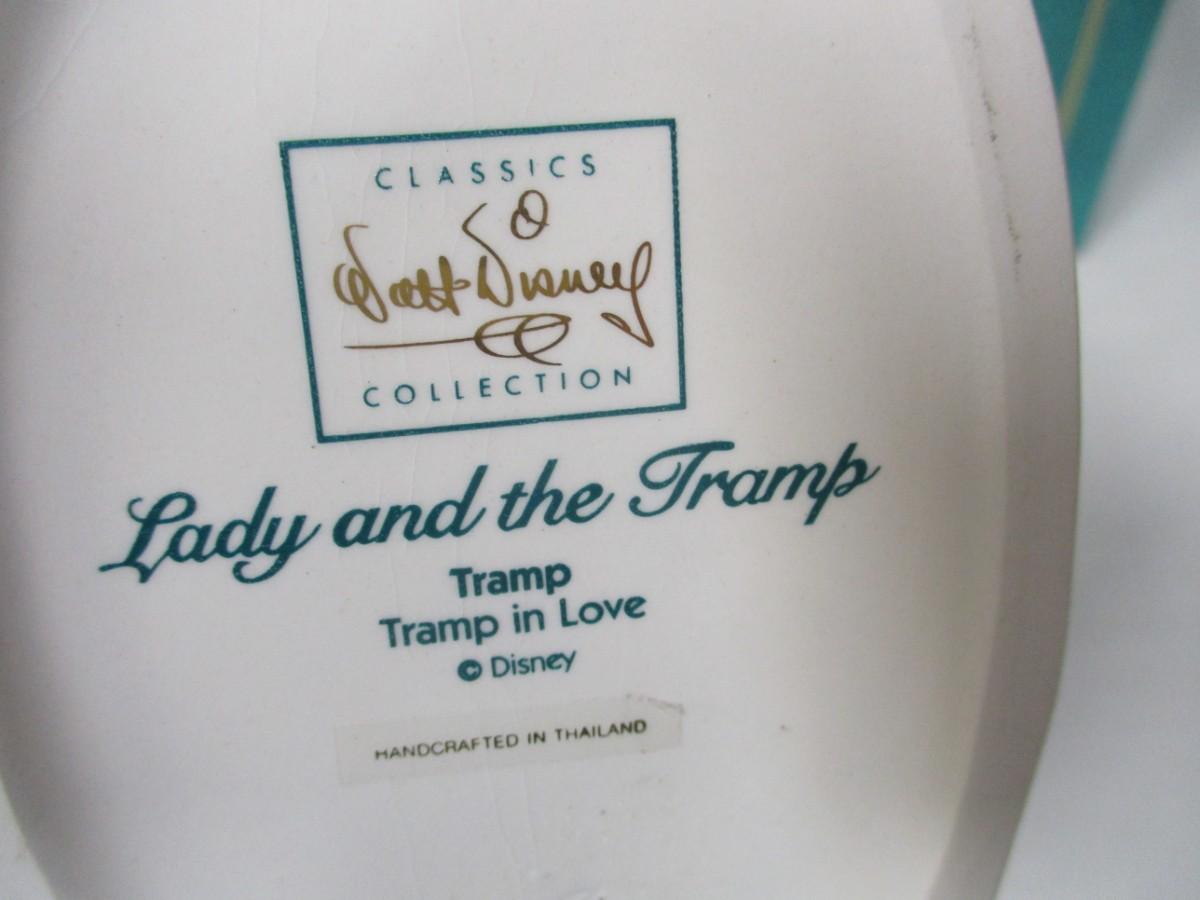 CLASSICS
Walt Disney
COLLECTION
Lady and the Tramp
Tramp
Tramp in Love
© Disney
HANDCRAFTED IN THAILAND